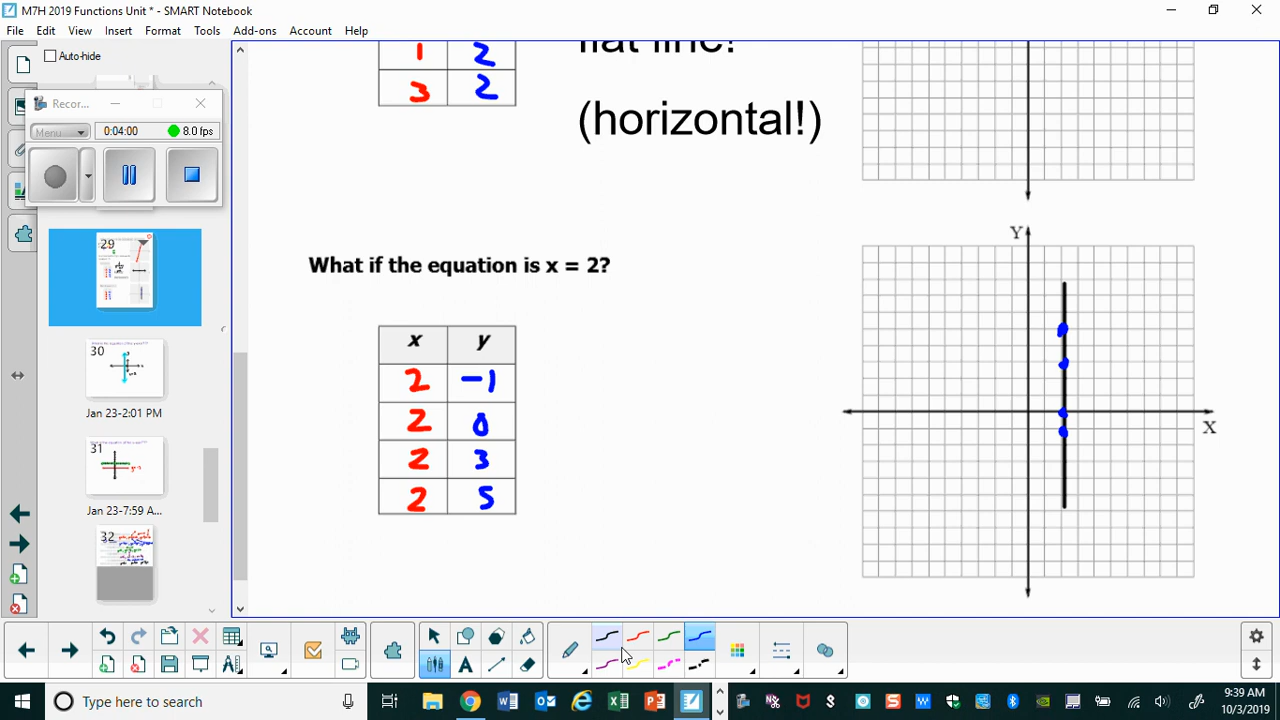 M7H 2019 Functions Unit * - SMART Notebook
File Edit View Insert Format Tools Add-ons Account Help
Auto-hide
Recor...
Menu
0:04:00
8.0 fps
29
30
Jan 23-2:01 PM
31
Jan 23-7:59 A...
32
flat line!
1 2
3 2
(horizontal!)
What if the equation is x = 2?
x y
2 -1
2 0
2 3
2 5
Y
X
Type here to search
9:39 AM
10/3/2019